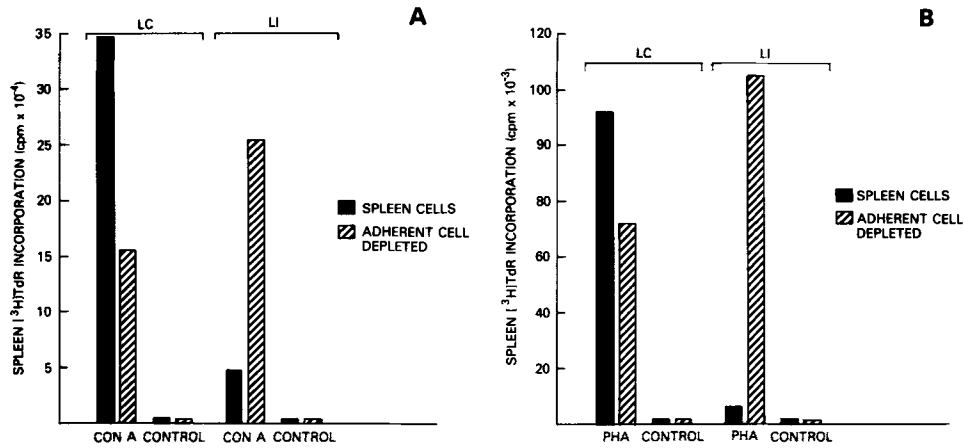 A
LC
LI
35
30
25
20
15
10
5
SPLEEN [³H]TdR INCORPORATION (cpm x 10⁻⁴)
SPLEEN CELLS
ADHERENT CELL
DEPLETED
CON A CONTROL CON A CONTROL
B
LC
LI
120
100
80
60
40
20
SPLEEN [³H]TdR INCORPORATION (cpm x 10⁻³)
SPLEEN CELLS
ADHERENT CELL
DEPLETED
PHA CONTROL PHA CONTROL